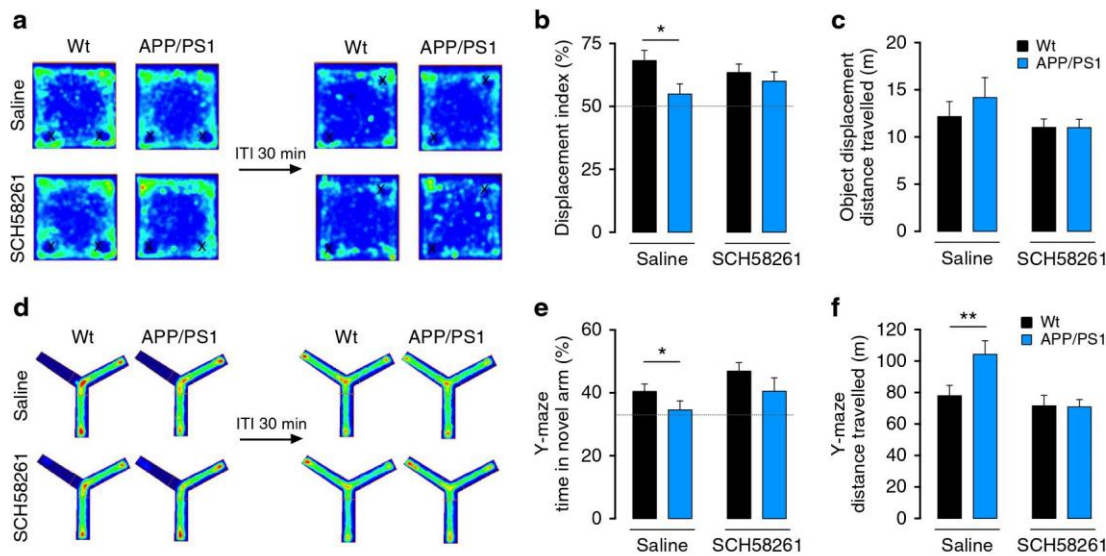 a
Wt APP/PS1 Wt APP/PS1
Saline
X X X
ITI 30 min
SCH58261
X X X
b
Displacement index (%)
75
50
25
0
*
Saline SCH58261
c
Object displacement
distance travelled (m)
20
15
10
5
0
Wt
APP/PS1
Saline SCH58261
d
Wt APP/PS1 Wt APP/PS1
Saline
ITI 30 min
SCH58261
e
Y-maze
time in novel arm (%)
60
40
20
0
*
Saline SCH58261
f
Y-maze
distance travelled (m)
120
100
80
60
40
20
0
**
Wt
APP/PS1
Saline SCH58261